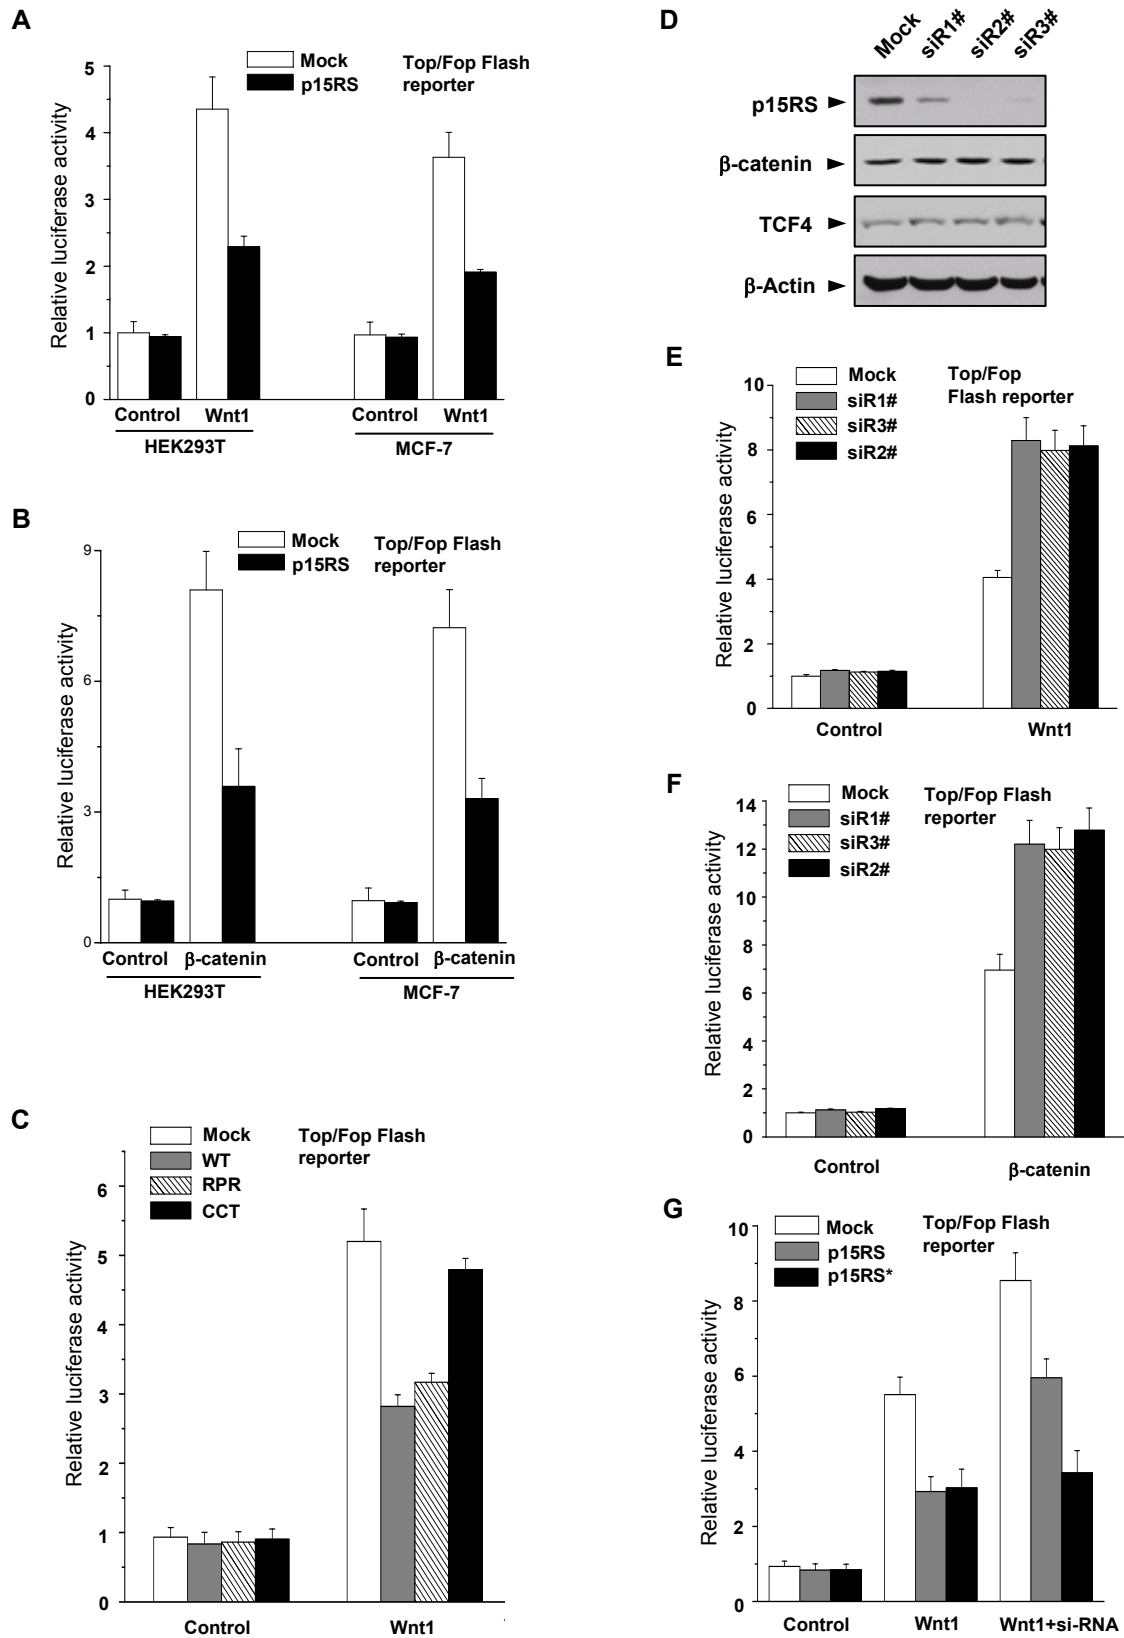 A
Mock
p15RS
Top/Fop Flash
reporter
Relative luciferase activity
5
4
3
2
1
0
Control
Wnt1
Control
Wnt1
HEK293T
MCF-7
B
Mock
p15RS
Top/Fop Flash
reporter
Relative luciferase activity
9
6
3
0
Control
β-catenin
Control
β-catenin
HEK293T
MCF-7
C
Mock
WT
RPR
CCT
Top/Fop Flash
reporter
Relative luciferase activity
6
5
4
3
2
1
0
Control
Wnt1
D
Mock
siR1#
siR2#
siR3#
p15RS
β-catenin
TCF4
β-Actin
E
Mock
siR1#
siR3#
siR2#
Top/Fop
Flash reporter
Relative luciferase activity
10
8
6
4
2
0
Control
Wnt1
F
Mock
siR1#
siR3#
siR2#
Top/Fop Flash
reporter
Relative luciferase activity
14
12
10
8
6
4
2
0
Control
β-catenin
G
Mock
p15RS
p15RS*
Top/Fop Flash
reporter
Relative luciferase activity
10
8
6
4
2
0
Control
Wnt1
Wnt1+si-RNA